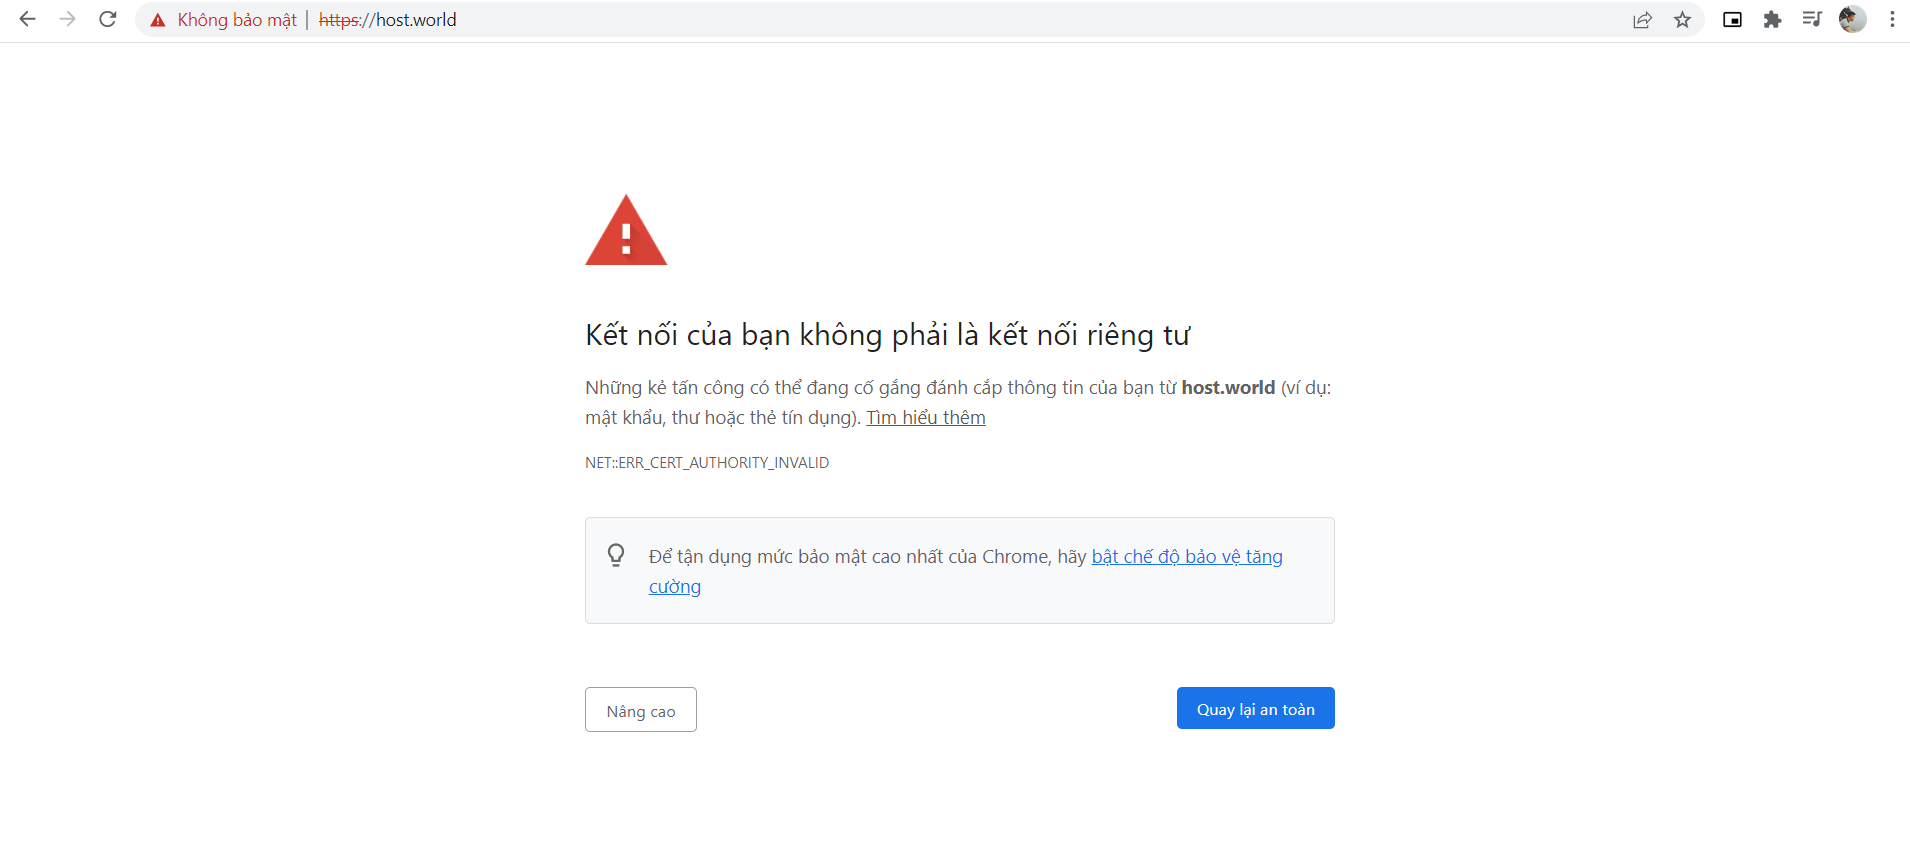 Không bảo mật | https://host.world
Kết nối của bạn không phải là kết nối riêng tư
Những kẻ tấn công có thể đang cố gắng đánh cắp thông tin của bạn từ host.world (ví dụ:
mật khẩu, thư hoặc thẻ tín dụng). Tìm hiểu thêm
NET::ERR_CERT_AUTHORITY_INVALID
Để tận dụng mức bảo mật cao nhất của Chrome, hãy bật chế độ bảo vệ tăng
cường
Nâng cao
Quay lại an toàn